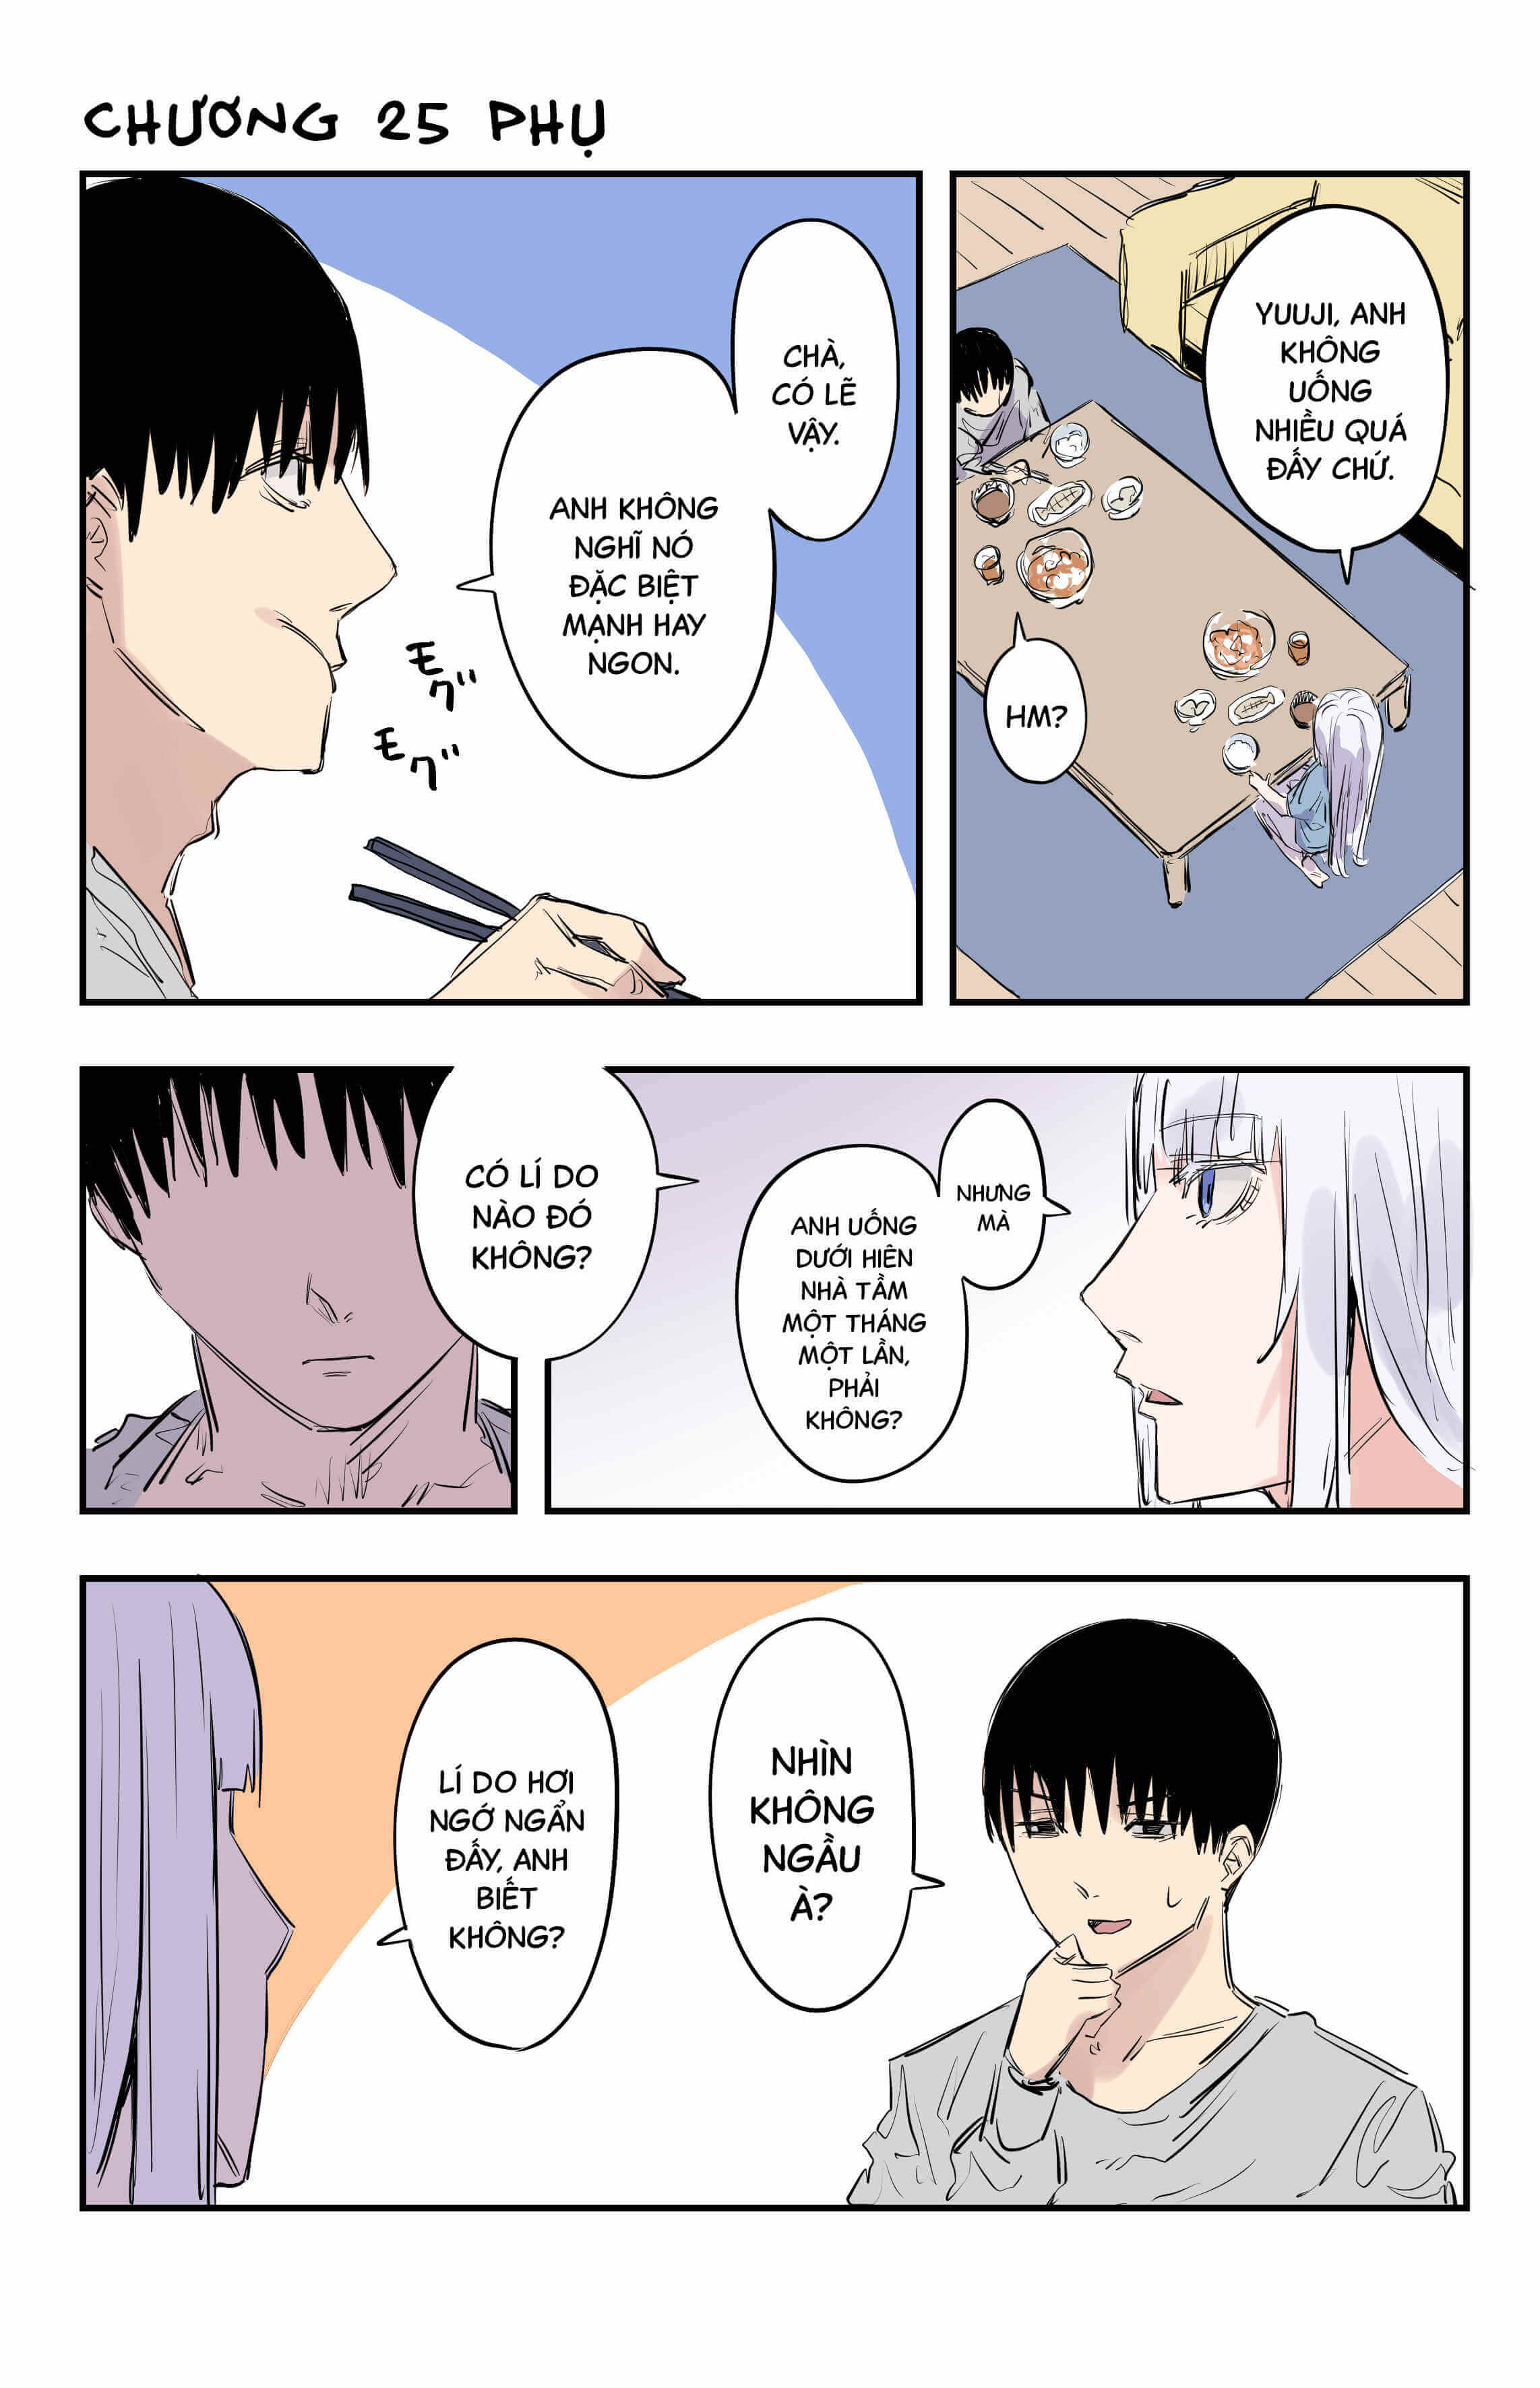 CHƯƠNG 25 PHỤ
YUUJI, ANH
KHÔNG
UỐNG
NHIỀU QUÁ
ĐẤY CHỨ.
HM?
CHÀ,
CÓ LẼ
VẬY.
ANH KHÔNG
NGHĨ NÓ
ĐẶC BIỆT
MẠNH HAY
NGON.
モグ
モグ
NHƯNG
MÀ
ANH UỐNG
DƯỚI HIÊN
NHÀ TẦM
MỘT THÁNG
MỘT LẦN,
PHẢI
KHÔNG?
CÓ LÍ DO
NÀO ĐÓ
KHÔNG?
NHÌN
KHÔNG
NGẦU
À?
LÍ DO HƠI
NGỚ NGẨN
ĐẤY, ANH
BIẾT
KHÔNG?